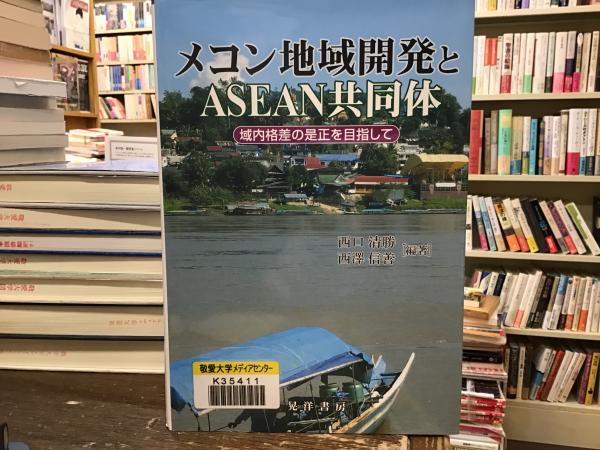 メコン地域開発と
ASEAN共同体
域内格差の是正を目指して
西口 清勝
西澤 信善
[編著]
敬愛大学メディアセンター
K35411
晃洋書房